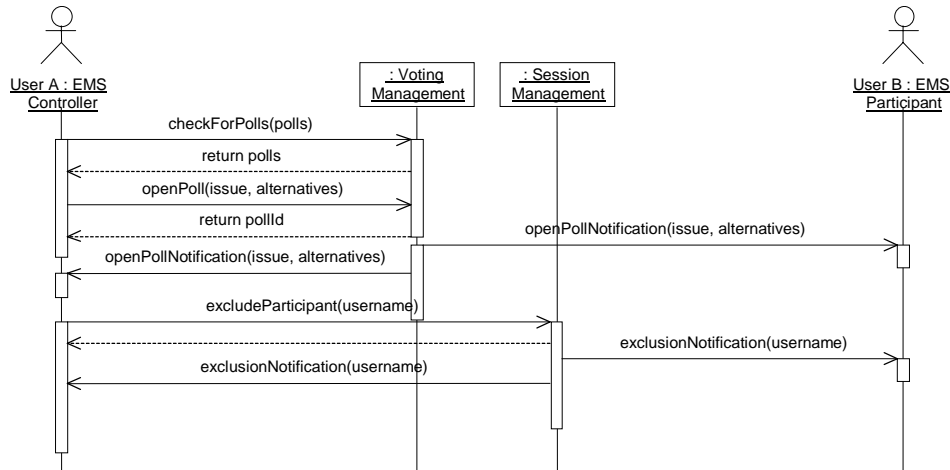 User A : EMS
Controller
: Voting
Management
: Session
Management
User B : EMS
Participant
checkForPolls(polls)
return polls
openPoll(issue, alternatives)
return pollId
openPollNotification(issue, alternatives)
openPollNotification(issue, alternatives)
excludeParticipant(username)
exclusionNotification(username)
exclusionNotification(username)